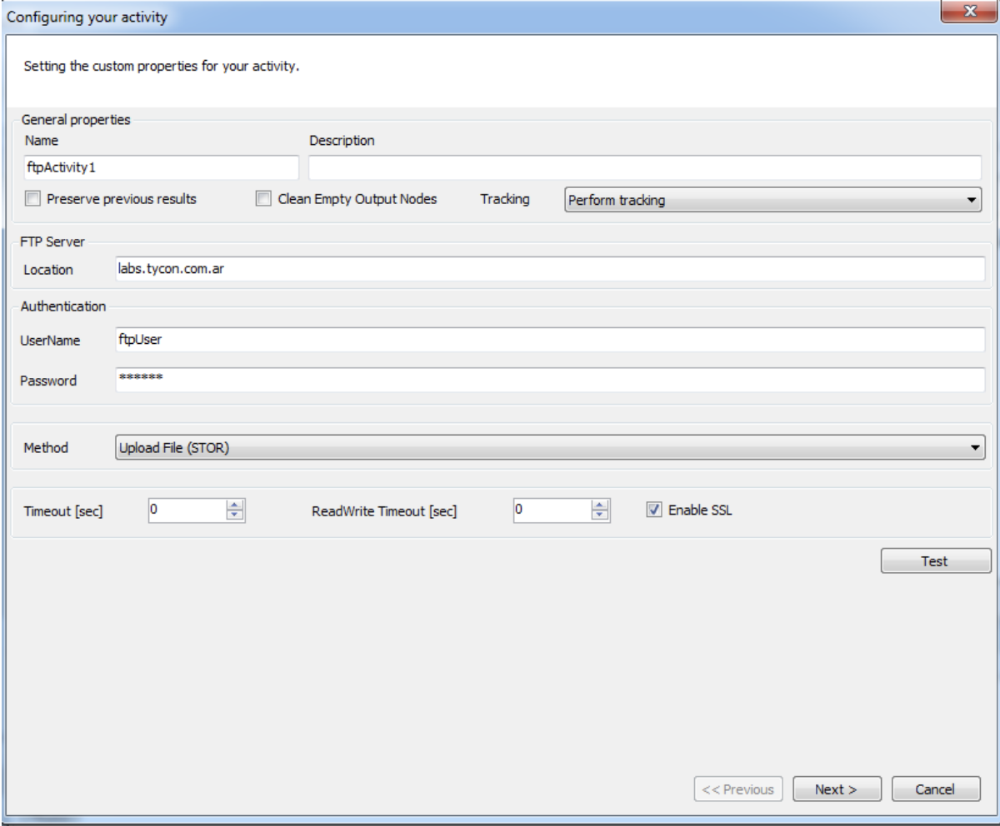 Configuring your activity
x
Setting the custom properties for your activity.
General properties
Name Description
ftpActivity1
Preserve previous results Clean Empty Output Nodes Tracking Perform tracking
FTP Server
Location labs.tycon.com.ar
Authentication
UserName ftpUser
Password ******
Method Upload File (STOR)
Timeout [sec] 0 ReadWrite Timeout [sec] 0 Enable SSL
Test
<< Previous Next > Cancel